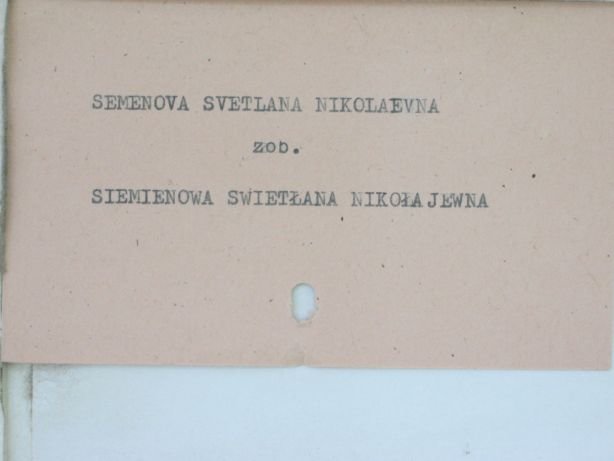 SEMENOVA SVETLANA NIKOLAEVNA
zob.
SIEMIENOWA SWIETŁANA NIKOŁAJEWNA